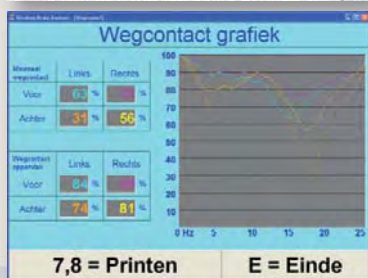 Wegcontact grafiek
Minimaal wegcontact Links Rechts
Voor 63 % %
Achter 31 % 56 %
Wegcontact Links Rechts
Voor 84 % %
Achter 74 % 81 %
100
90
80
70
60
50
40
30
20
10
0 Hz 5 10 15 20 25
7,8 = Printen E = Einde